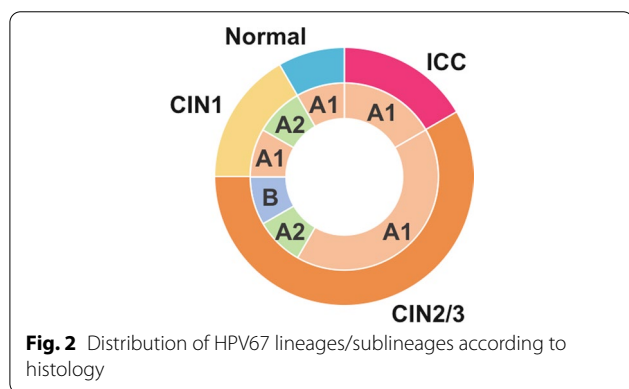 Normal
ICC
CIN1
A1
A1
A2
A1
B
A2
A1
CIN2/3
Fig. 2 Distribution of HPV67 lineages/sublineages according to
histology